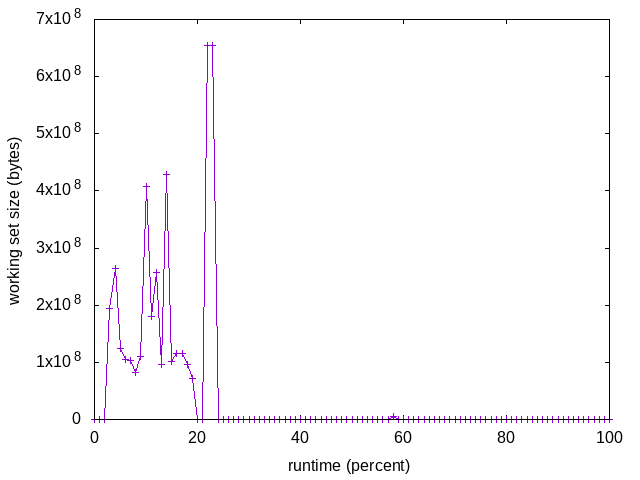 7x10^8
6x10^8
5x10^8
4x10^8
3x10^8
2x10^8
1x10^8
0
working set size (bytes)
0 20 40 60 80 100
runtime (percent)